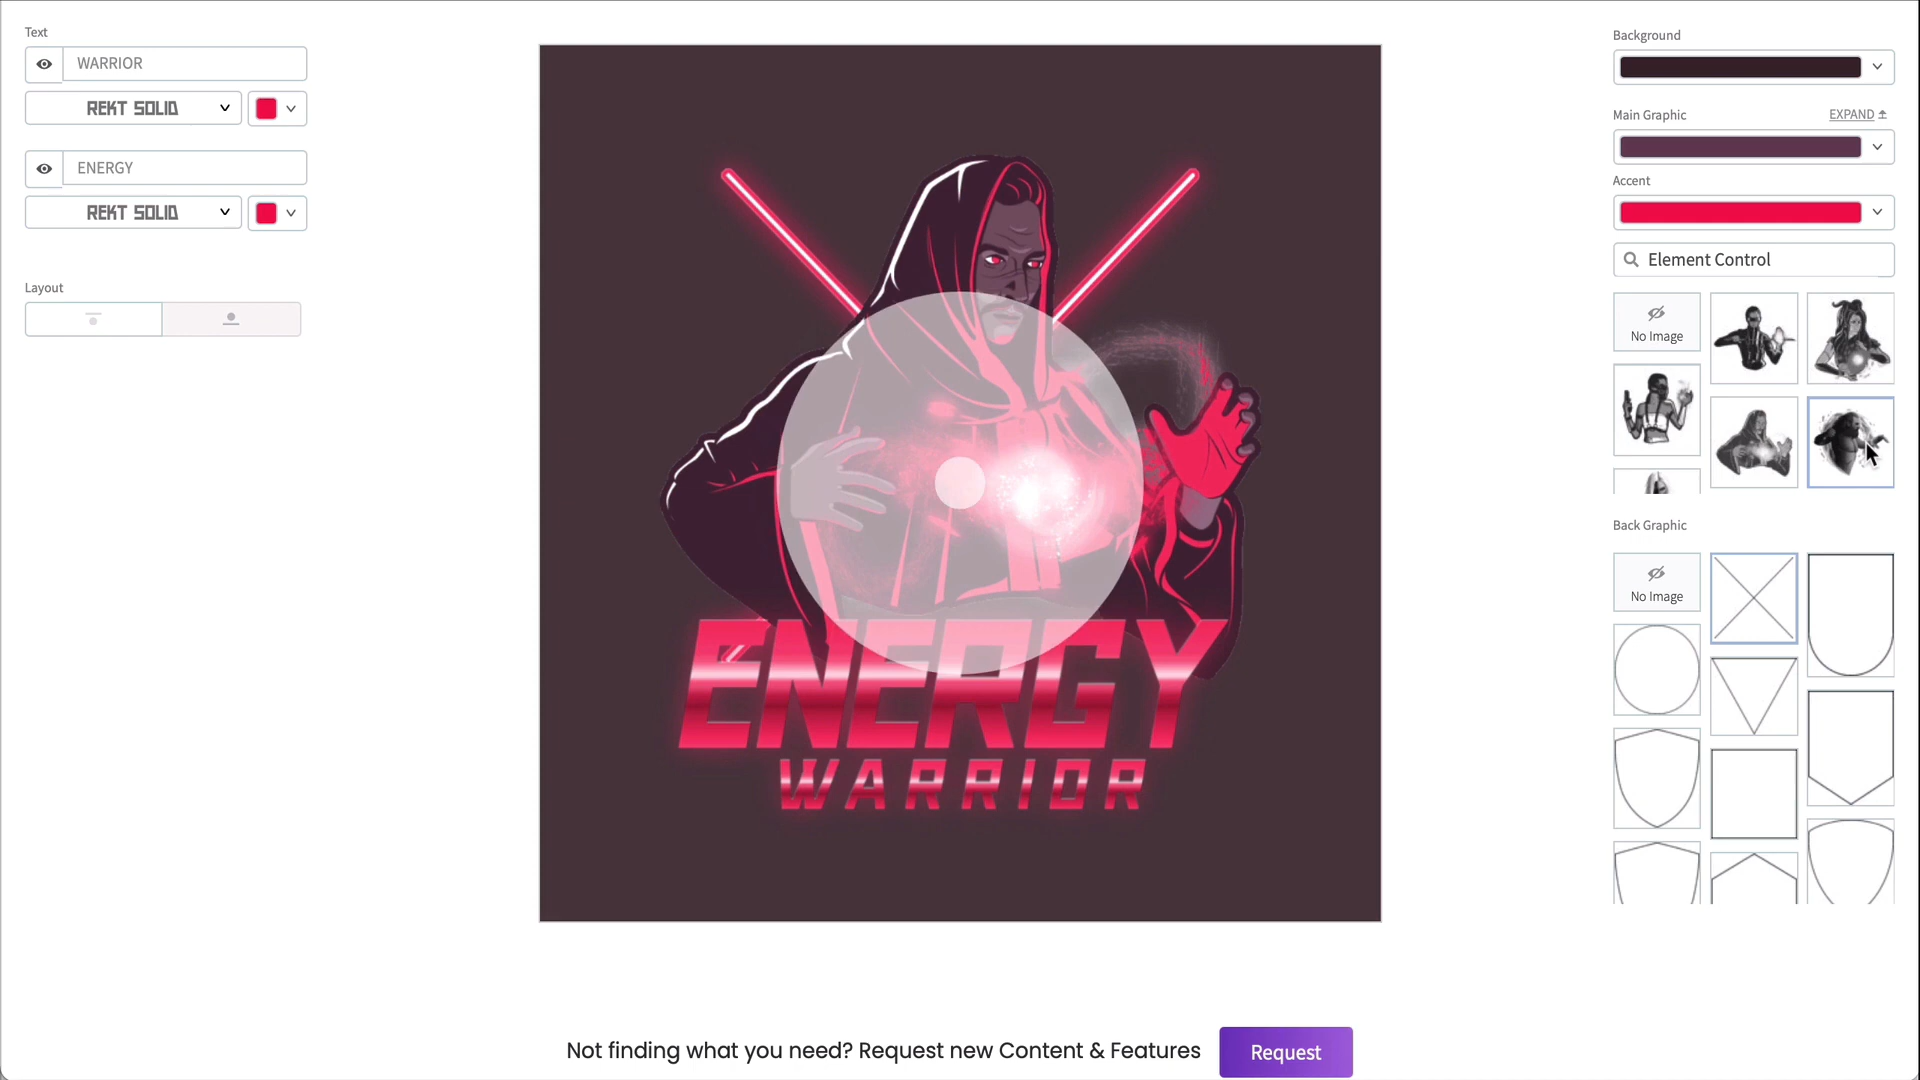 Text
WARRIOR
REKT SOLID
ENERGY
REKT SOLID
Layout
ENERGY
WARRIOR
Background
Main Graphic
EXPAND
Accent
Element Control
No Image
Back Graphic
No Image
Not finding what you need? Request new Content & Features
Request